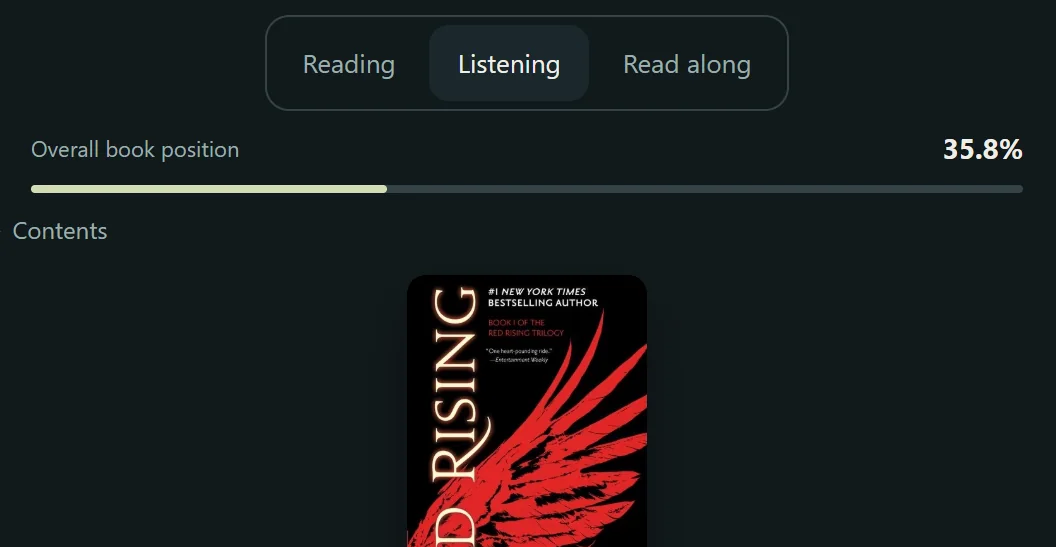 Reading
Listening
Read along
Overall book position
35.8%
Contents
#1 NEW YORK TIMES
BESTSELLING AUTHOR
BOOK I OF THE
RED RISING TRILOGY
"One heart-pounding ride."
—Entertainment Weekly
D RISING